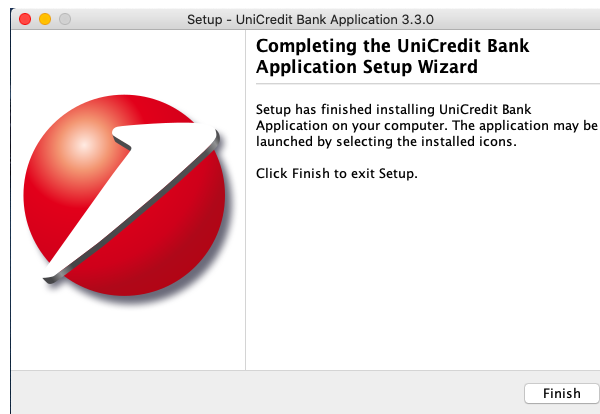 Setup - UniCredit Bank Application 3.3.0
Completing the UniCredit Bank
Application Setup Wizard
Setup has finished installing UniCredit Bank
Application on your computer. The application may be
launched by selecting the installed icons.
Click Finish to exit Setup.
Finish